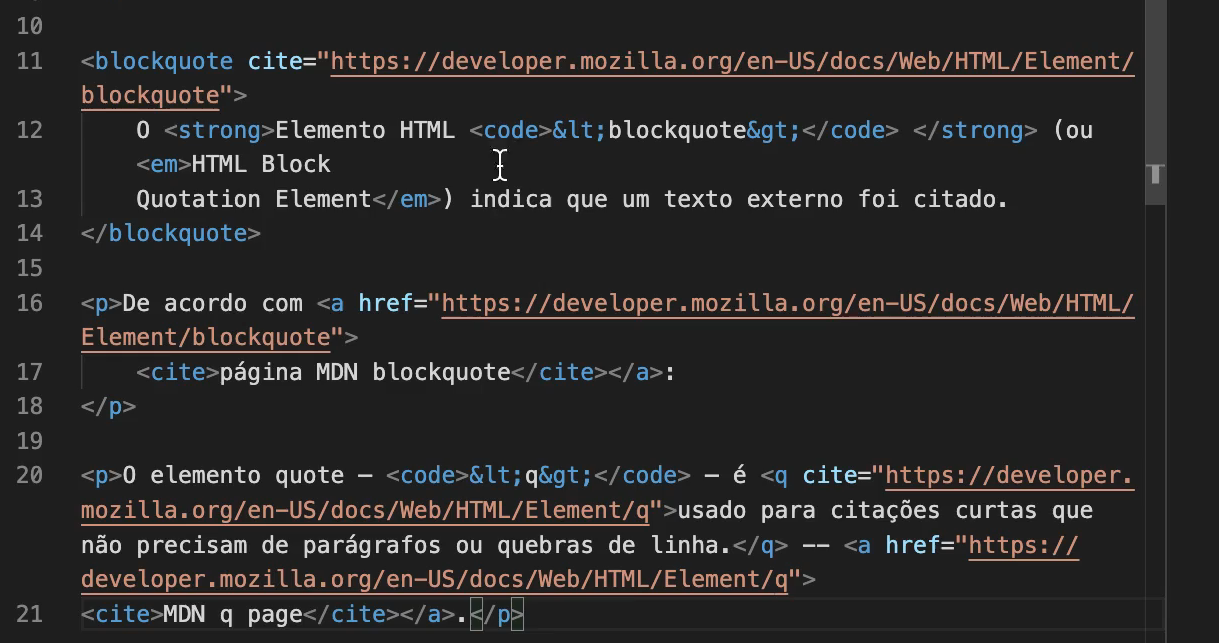 10
11 <blockquote cite="https://developer.mozilla.org/en-US/docs/Web/HTML/Element/
blockquote">
12 O <strong>Elemento HTML <code>&lt;blockquote&gt;</code> </strong> (ou
<em>HTML Block
13 Quotation Element</em>) indica que um texto externo foi citado.
14 </blockquote>
15
16 <p>De acordo com <a href="https://developer.mozilla.org/en-US/docs/Web/HTML/
Element/blockquote">
17 <cite>página MDN blockquote</cite></a>:
18 </p>
19
20 <p>O elemento quote — <code>&lt;q&gt;</code> — é <q cite="https://developer.
mozilla.org/en-US/docs/Web/HTML/Element/q">usado para citações curtas que
não precisam de parágrafos ou quebras de linha.</q> -- <a href="https://
developer.mozilla.org/en-US/docs/Web/HTML/Element/q">
21 <cite>MDN q page</cite></a>.</p>